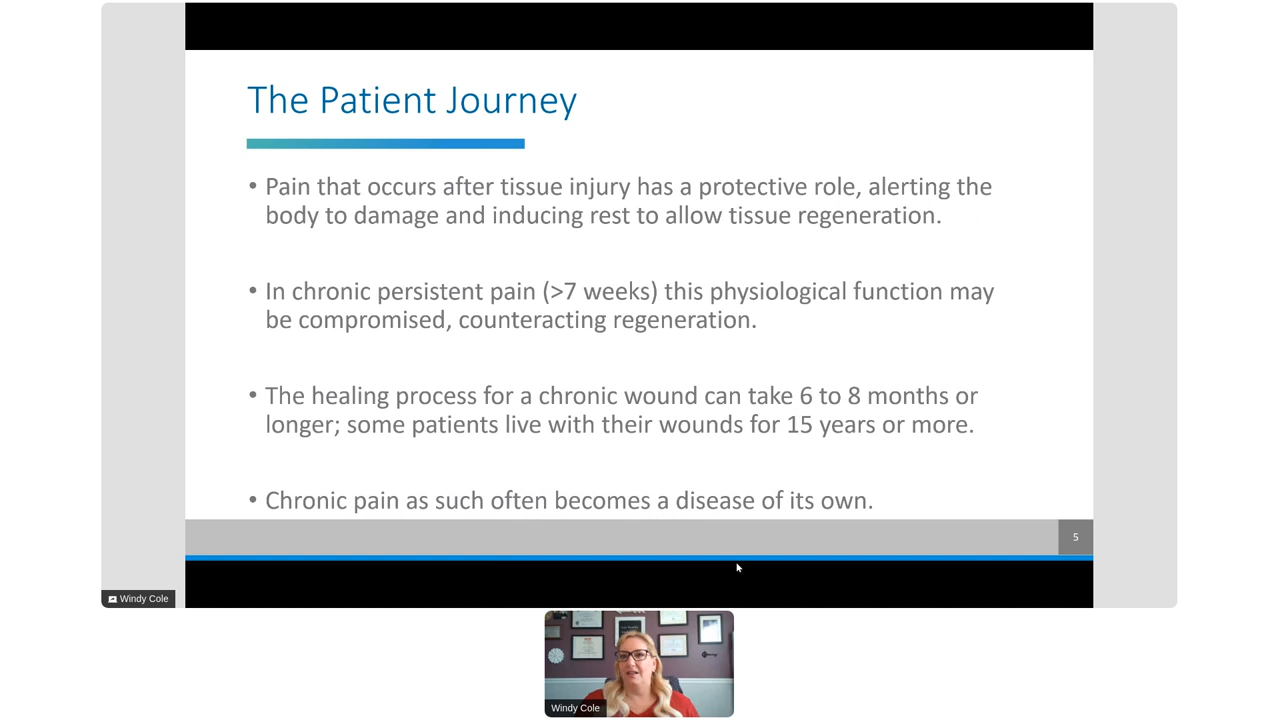 The Patient Journey
• Pain that occurs after tissue injury has a protective role, alerting the
body to damage and inducing rest to allow tissue regeneration.
• In chronic persistent pain (>7 weeks) this physiological function may
be compromised, counteracting regeneration.
• The healing process for a chronic wound can take 6 to 8 months or
longer; some patients live with their wounds for 15 years or more.
• Chronic pain as such often becomes a disease of its own.
5
Windy Cole
Windy Cole